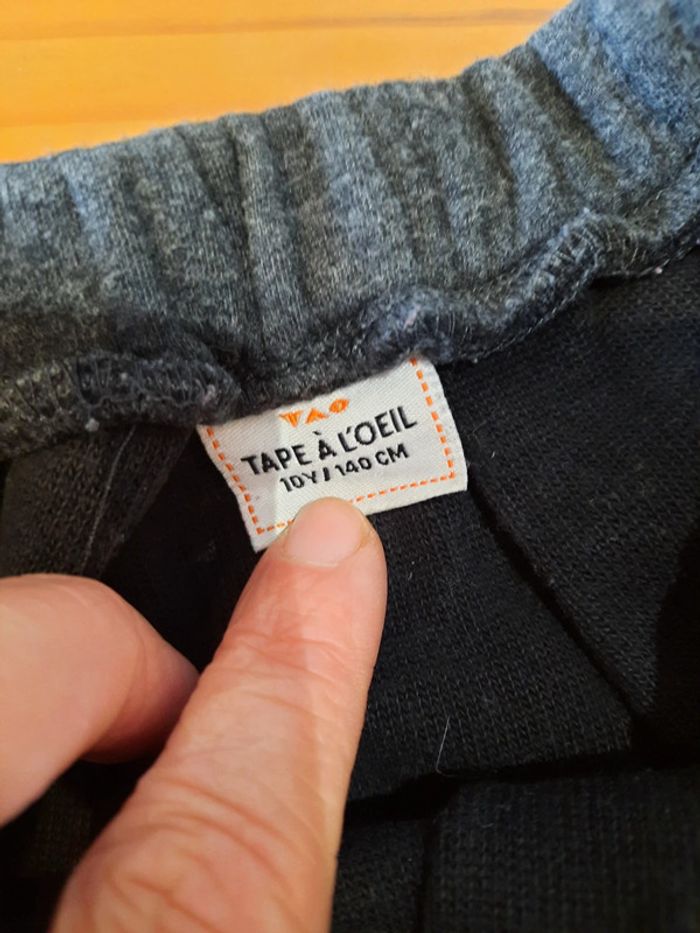 TAO
TAPE À L'OEIL
10Y / 140 CM